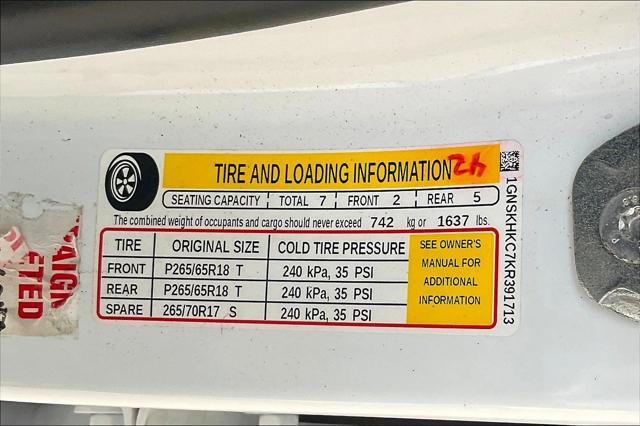 TIRE AND LOADING INFORMATION 42
SEATING CAPACITY TOTAL 7 FRONT 2 REAR 5
The combined weight of occupants and cargo should never exceed 742 kg or 1637 lbs.
TIRE ORIGINAL SIZE COLD TIRE PRESSURE
FRONT P265/65R18 T 240 kPa, 35 PSI
REAR P265/65R18 T 240 kPa, 35 PSI
SPARE 265/70R17 S 240 kPa, 35 PSI
SEE OWNER'S
MANUAL FOR
ADDITIONAL
INFORMATION
1GNSKHKC7KR391713